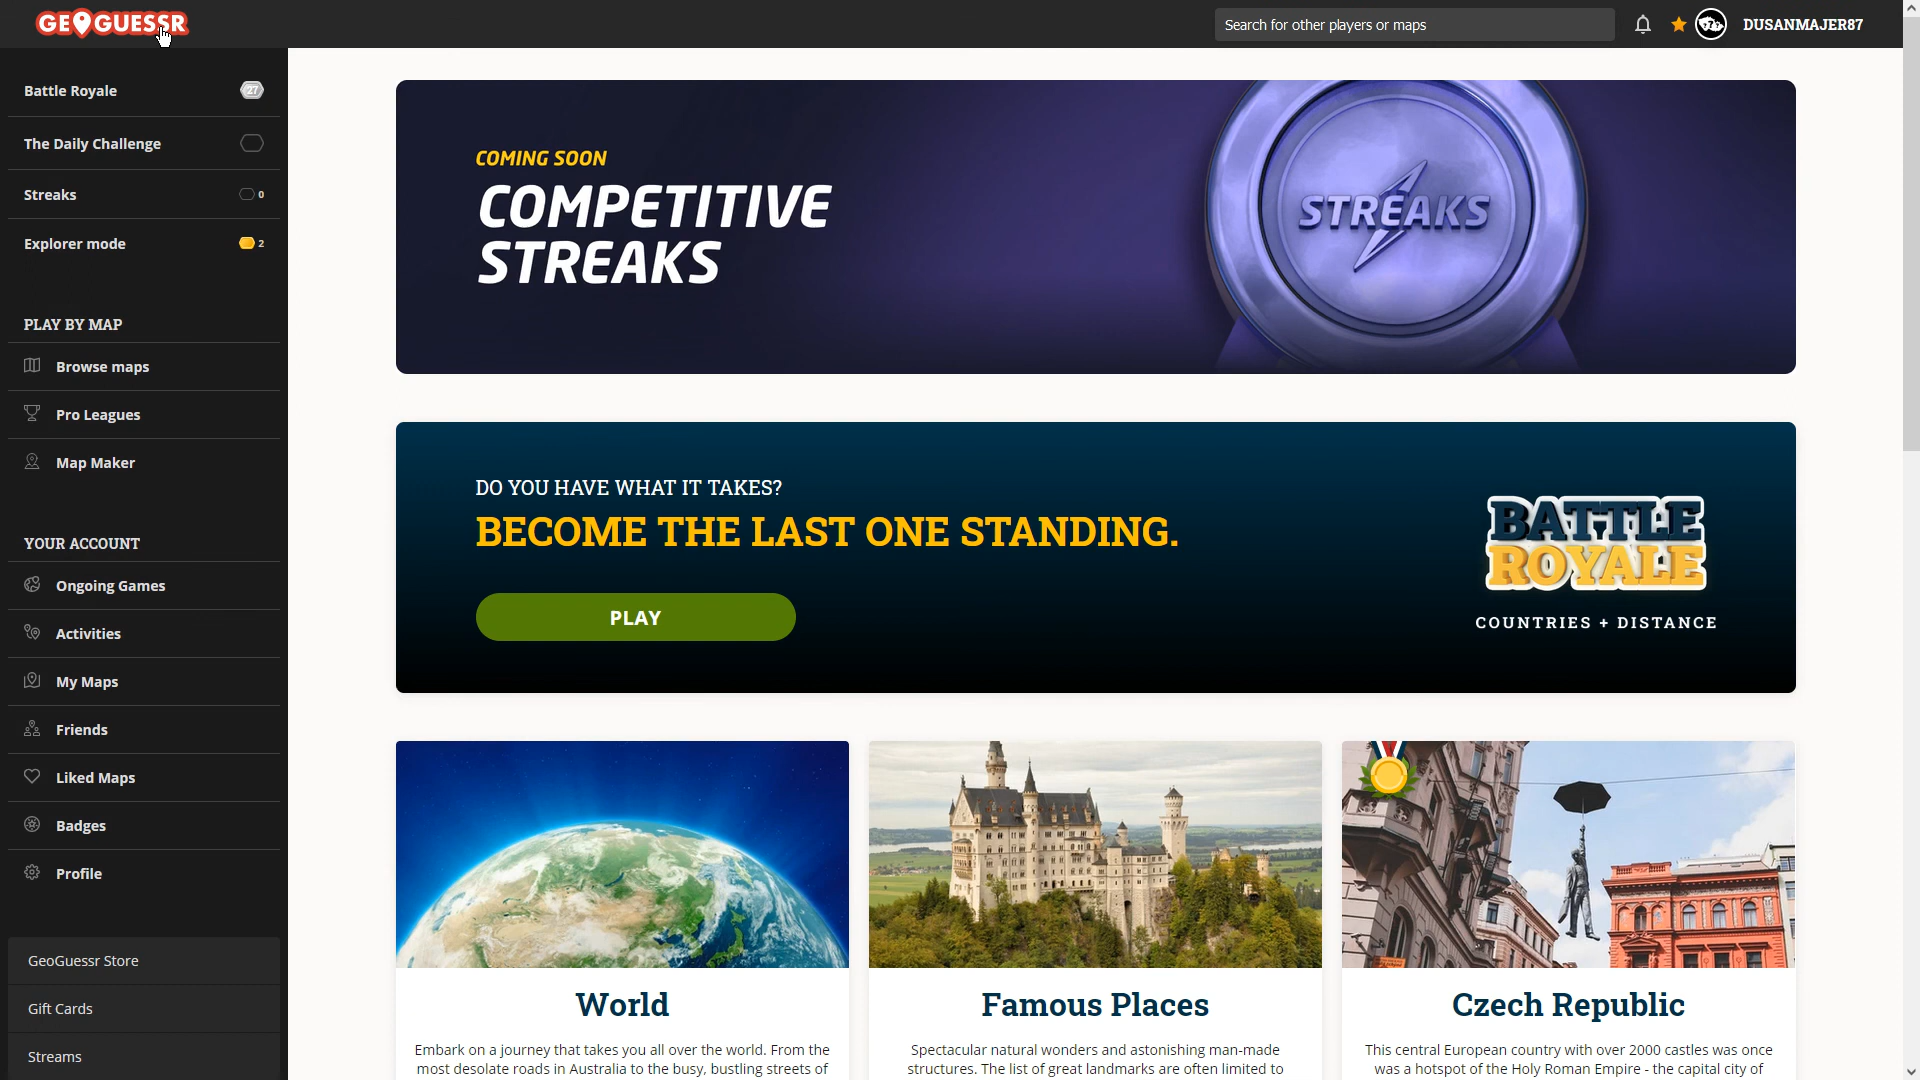 GEOGUESSR
Search for other players or maps
DUSANMAJER87
Battle Royale
27
The Daily Challenge
Streaks
0
Explorer mode
2
PLAY BY MAP
Browse maps
Pro Leagues
Map Maker
YOUR ACCOUNT
Ongoing Games
Activities
My Maps
Friends
Liked Maps
Badges
Profile
GeoGuessr Store
Gift Cards
Streams
COMING SOON
COMPETITIVE
STREAKS
STREAKS
DO YOU HAVE WHAT IT TAKES?
BECOME THE LAST ONE STANDING.
PLAY
BATTLE
ROYALE
COUNTRIES + DISTANCE
World
Embark on a journey that takes you all over the world. From the
most desolate roads in Australia to the busy, bustling streets of
Famous Places
Spectacular natural wonders and astonishing man-made
structures. The list of great landmarks are often limited to
Czech Republic
This central European country with over 2000 castles was once
was a hotspot of the Holy Roman Empire - the capital city of